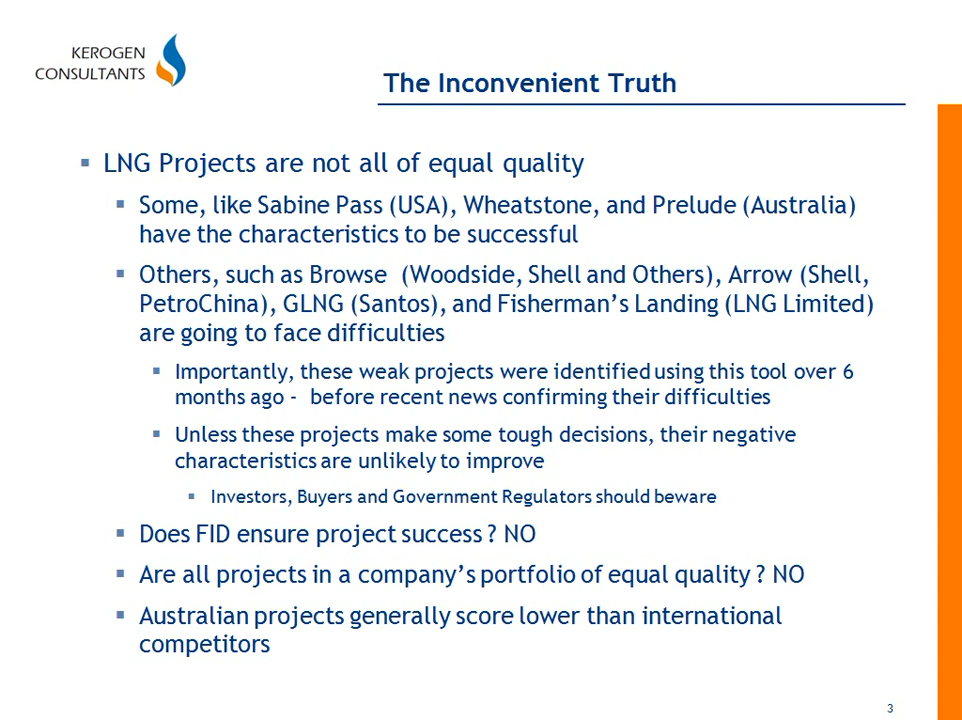 KEROGEN
CONSULTANTS
The Inconvenient Truth
▪ LNG Projects are not all of equal quality
▪ Some, like Sabine Pass (USA), Wheatstone, and Prelude (Australia)
have the characteristics to be successful
▪ Others, such as Browse (Woodside, Shell and Others), Arrow (Shell,
PetroChina), GLNG (Santos), and Fisherman's Landing (LNG Limited)
are going to face difficulties
▪ Importantly, these weak projects were identified using this tool over 6
months ago - before recent news confirming their difficulties
▪ Unless these projects make some tough decisions, their negative
characteristics are unlikely to improve
▪ Investors, Buyers and Government Regulators should beware
▪ Does FID ensure project success ? NO
▪ Are all projects in a company's portfolio of equal quality ? NO
▪ Australian projects generally score lower than international
competitors
3